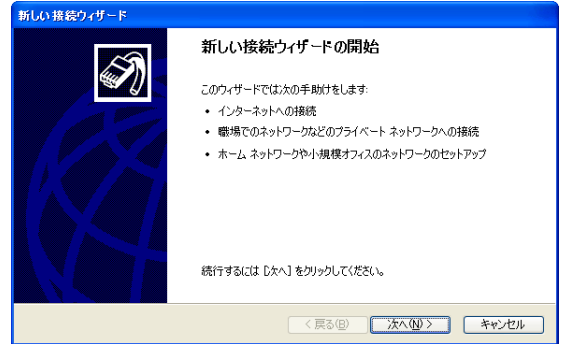 新しい接続ウィザード
新しい接続ウィザードの開始
このウィザードでは次の手助けをします:
• インターネットへの接続
• 職場でのネットワークなどのプライベート ネットワークへの接続
• ホーム ネットワークや小規模オフィスのネットワークのセットアップ
続行するには [次へ] をクリックしてください。
< 戻る(B) 次へ(N) > キャンセル